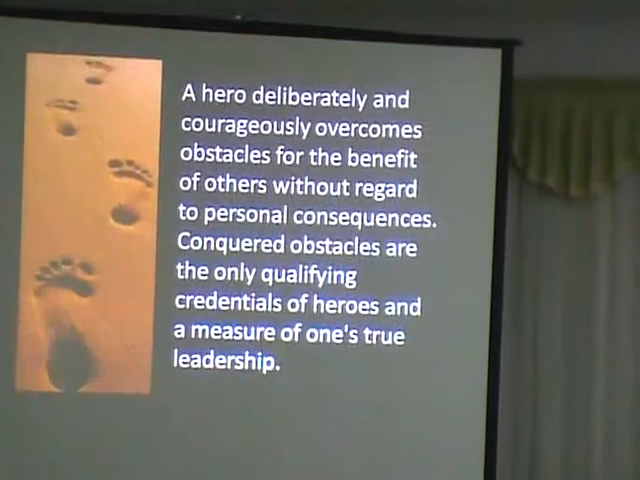 A hero deliberately and
courageously overcomes
obstacles for the benefit
of others without regard
to personal consequences.
Conquered obstacles are
the only qualifying
credentials of heroes and
a measure of one's true
leadership.